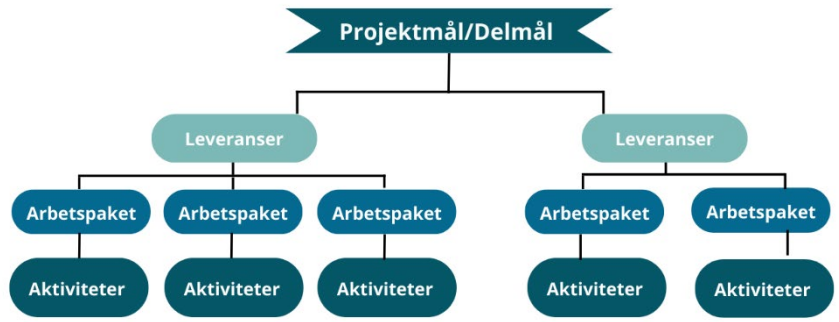 Projektmål/Delmål
Leveranser
Leveranser
Arbetspaket
Arbetspaket
Arbetspaket
Arbetspaket
Arbetspaket
Aktiviteter
Aktiviteter
Aktiviteter
Aktiviteter
Aktiviteter